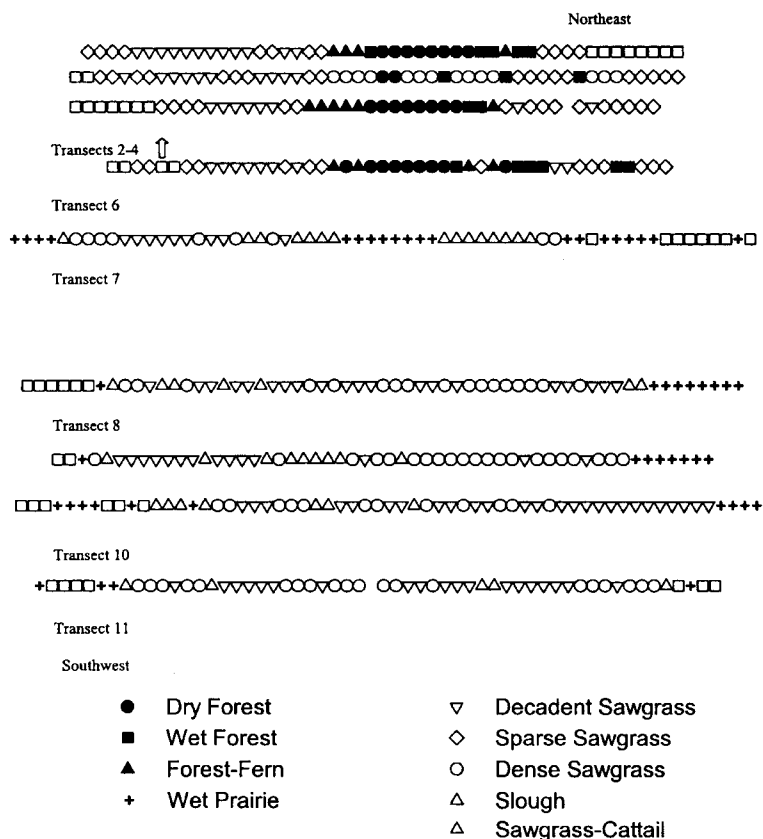 Northeast
Transects 2-4
Transect 6
Transect 7
Transect 8
Transect 10
Transect 11
Southwest
Dry Forest
Wet Forest
Forest-Fern
Wet Prairie
Decadent Sawgrass
Sparse Sawgrass
Dense Sawgrass
Slough
Sawgrass-Cattail